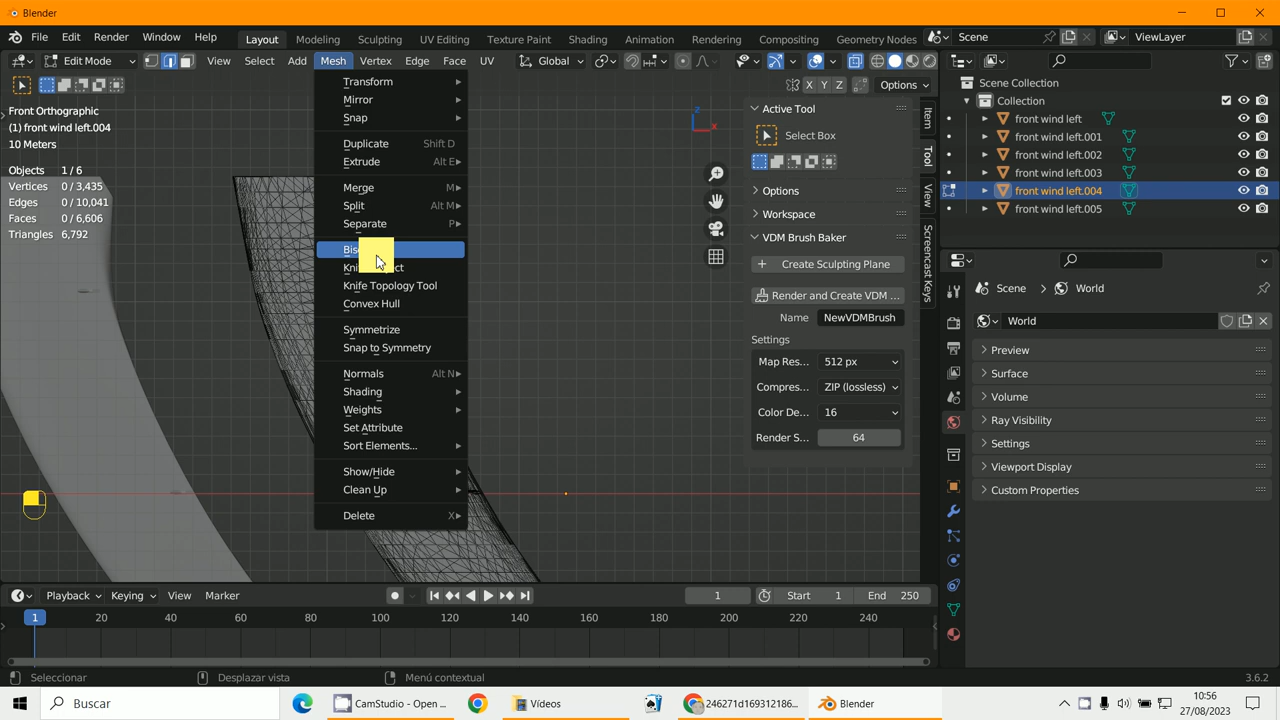 Blender
File Edit Render Window Help Layout Modeling Sculpting UV Editing Texture Paint Shading Animation Rendering Compositing Geometry Nodes Scene ViewLayer
Edit Mode View Select Add Mesh Vertex Edge Face UV Global
X Y Z Options
Front Orthographic
(1) front wind left.004
10 Meters
Objects 1 / 6
Vertices 0 / 3,435
Edges 0 / 10,041
Faces 0 / 6,606
Triangles 6,792
Transform
Mirror
Snap
Duplicate Shift D
Extrude Alt E
Merge M
Split Alt M
Separate P
Knife Topology Tool
Convex Hull
Symmetrize
Snap to Symmetry
Normals Alt N
Shading
Weights
Set Attribute
Sort Elements...
Show/Hide
Clean Up
Delete X
Z
X
Active Tool
Select Box
Options
Workspace
VDM Brush Baker
Create Sculpting Plane
Render and Create VDM ...
Name NewVDMBrush
Settings
Map Res... 512 px
Compres... ZIP (lossless)
Color De... 16
Render S... 64
Item
Tool
View
Screencast Keys
Scene Collection
Collection
front wind left
front wind left.001
front wind left.002
front wind left.003
front wind left.004
front wind left.005
Scene World
World
Preview
Surface
Volume
Ray Visibility
Settings
Viewport Display
Custom Properties
Playback Keying View Marker 1 Start 1 End 250
1 20 40 60 80 100 120 140 160 180 200 220 240
Seleccionar Desplazar vista Menú contextual 3.6.2
Buscar CamStudio - Open ... Vídeos 246271d169312186... Blender 10:56
27/08/2023